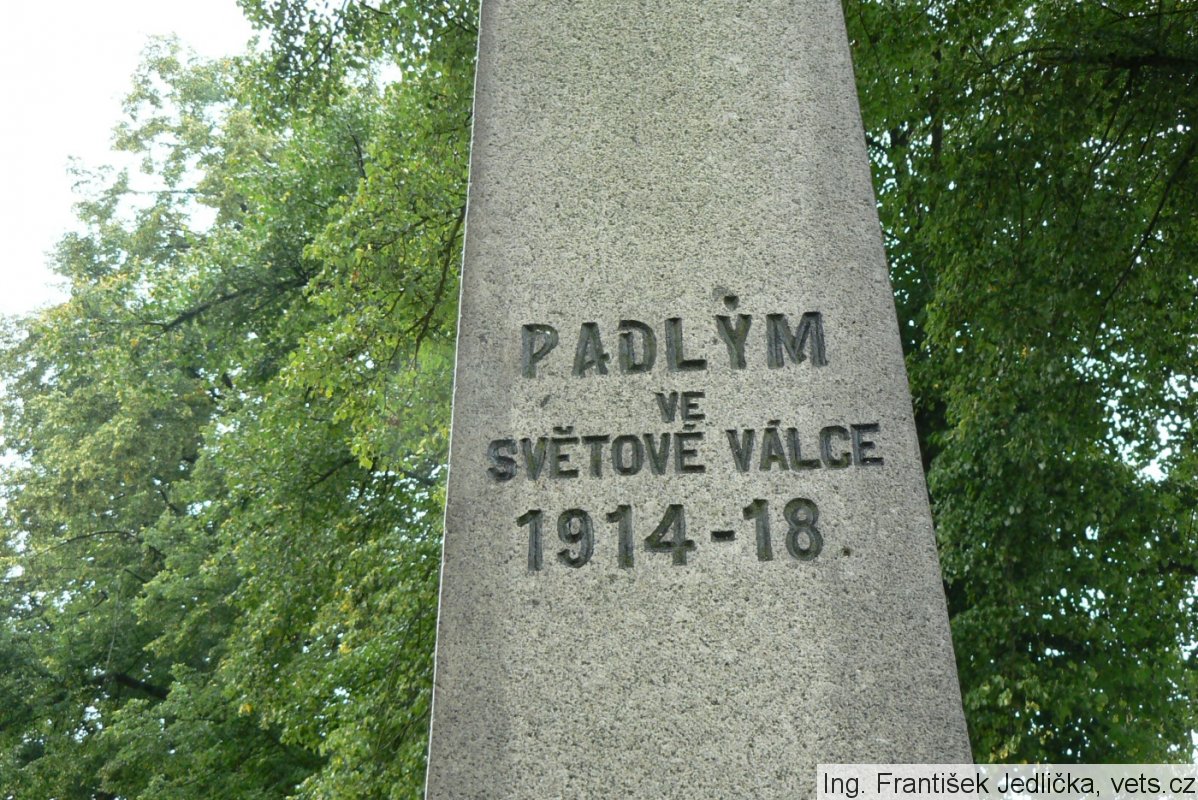 PADLÝM
VE
SVĚTOVÉ VÁLCE
1914-18.
Ing. František Jedlička, vets.cz